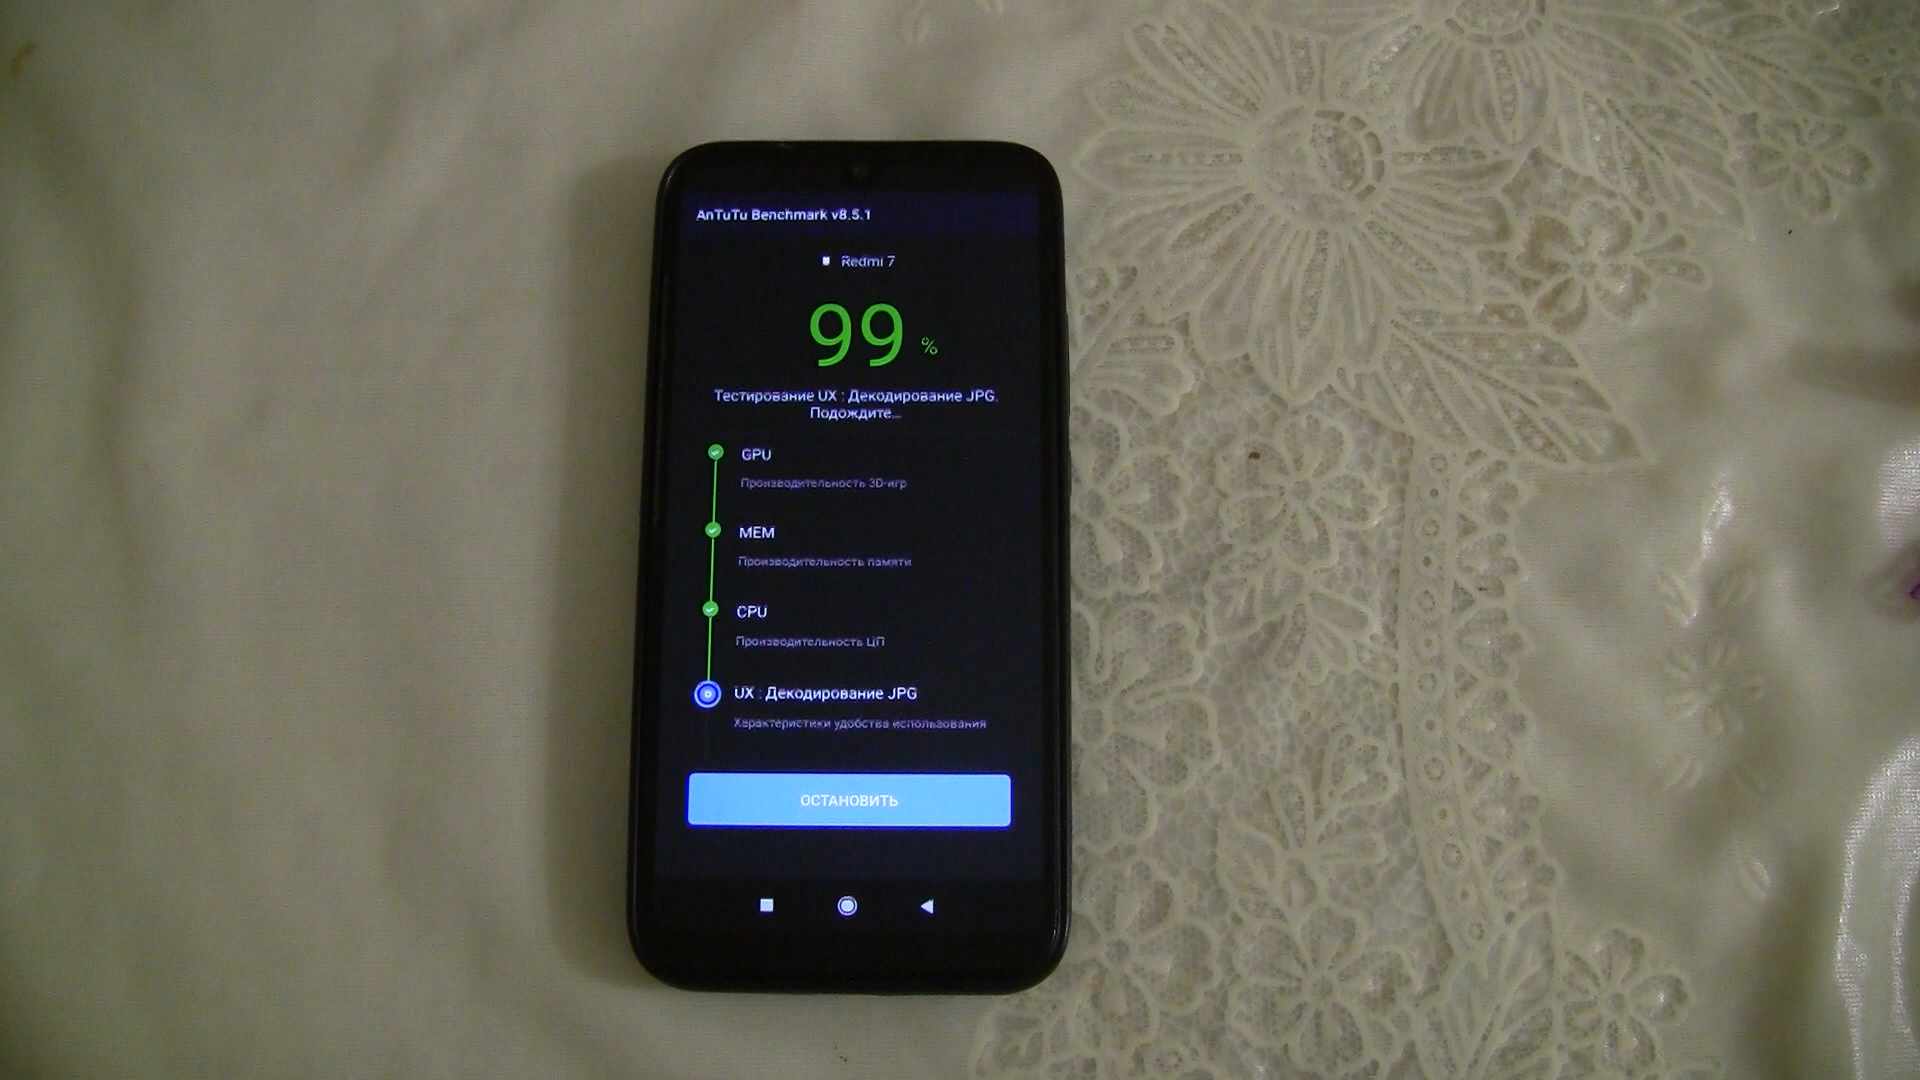 AnTuTu Benchmark v8.5.1
Redmi 7
99 %
Тестирование UX : Декодирование JPG.
Подождите...
GPU
Производительность 3D-игр
MEM
Производительность памяти
CPU
Производительность ЦП
UX : Декодирование JPG
Характеристики удобства использования
ОСТАНОВИТЬ